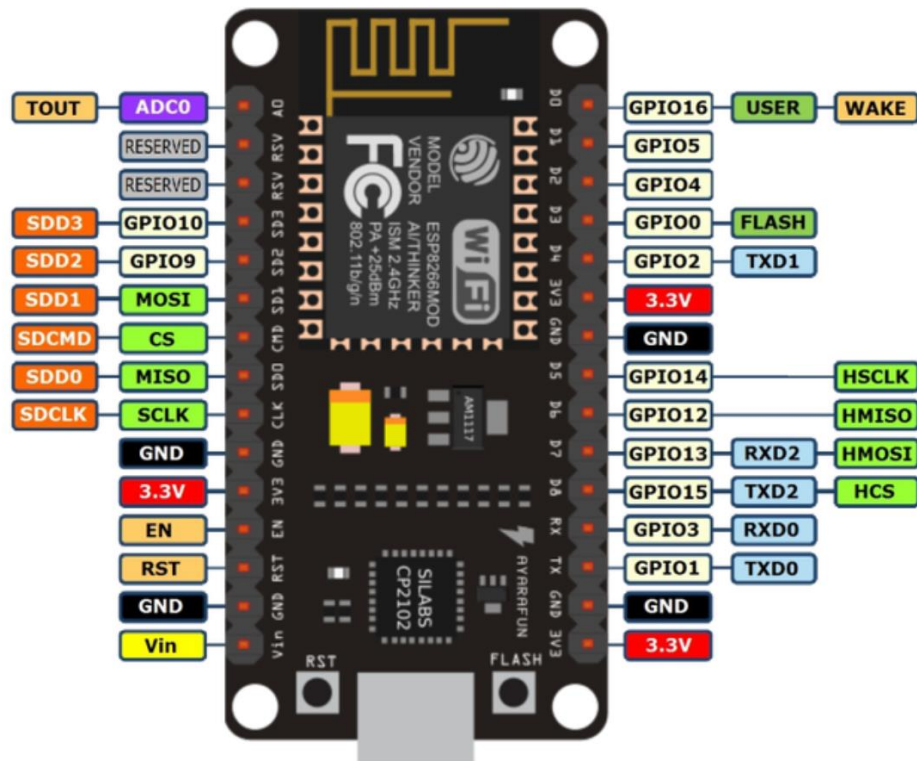 TOUT ADC0 A0 D0 GPIO16 USER WAKE
RESERVED RSV D1 GPIO5
RESERVED RSV D2 GPIO4
SDD3 GPIO10 SD3 D3 GPIO0 FLASH
SDD2 GPIO9 SD2 D4 GPIO2 TXD1
SDD1 MOSI SD1 3V3 3.3V
SDCMD CS CMD GND GND
SDD0 MISO SD0 D5 GPIO14 HSCLK
SDCLK SCLK CLK D6 GPIO12 HMISO
GND GND D7 GPIO13 RXD2 HMOSI
3.3V 3V3 D8 GPIO15 TXD2 HCS
EN EN RX GPIO3 RXD0
RST RST TX GPIO1 TXD0
GND GND GND GND
Vin Vin 3V3 3.3V
MODEL ESP8266MOD
VENDOR AI/THINKER
ISM 2.4GHz
PA +25dBm
802.11b/g/n
FC
WiFi
AM1117
SILABS
CP2102
AYARAFUN
RST FLASH